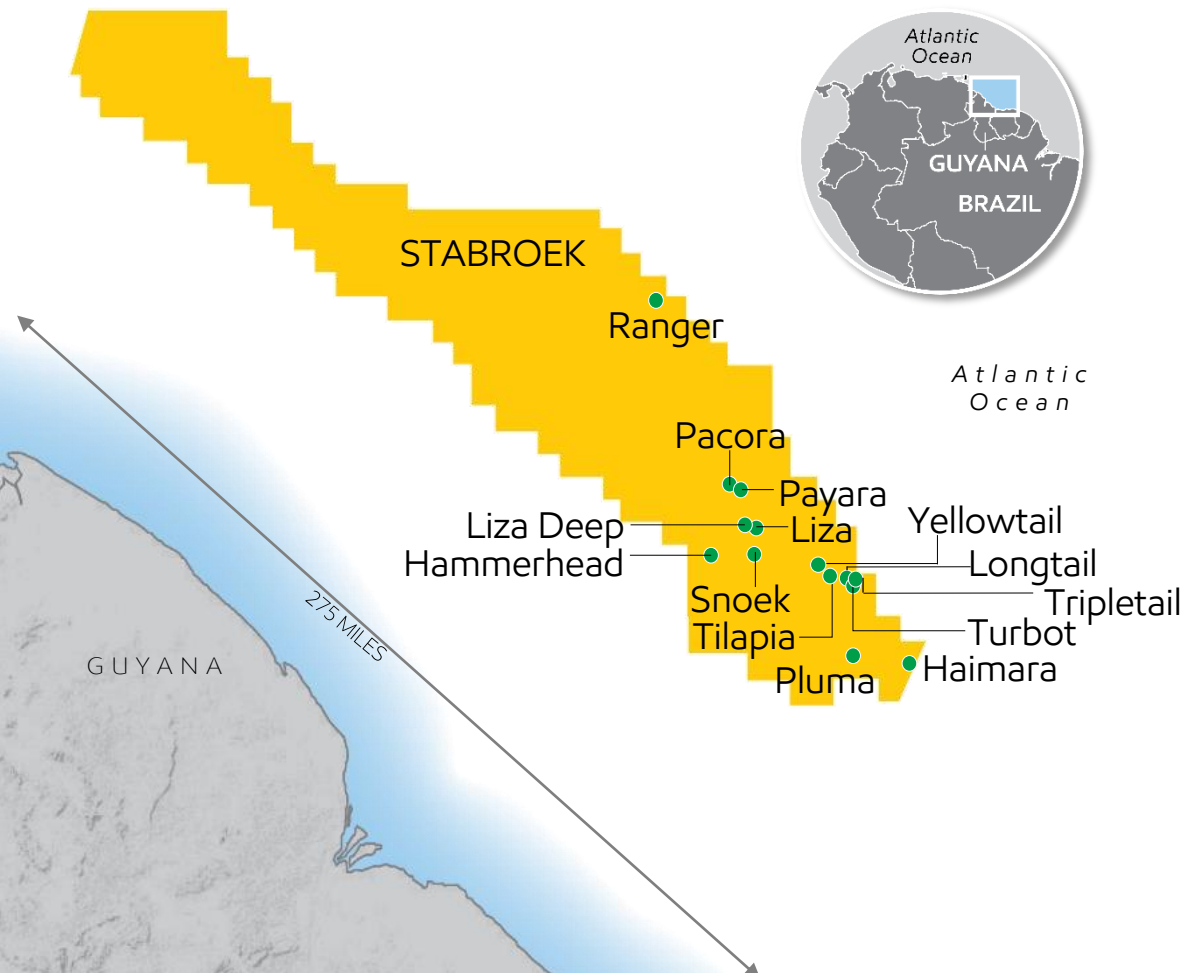 Atlantic
Ocean
GUYANA
BRAZIL
STABROEK
Ranger
Atlantic
Ocean
Pacora
Payara
Liza Deep
Liza
Yellowtail
Hammerhead
Longtail
Snoek
Tripletail
Tilapia
Turbot
Pluma
Haimara
275 MILES
GUYANA